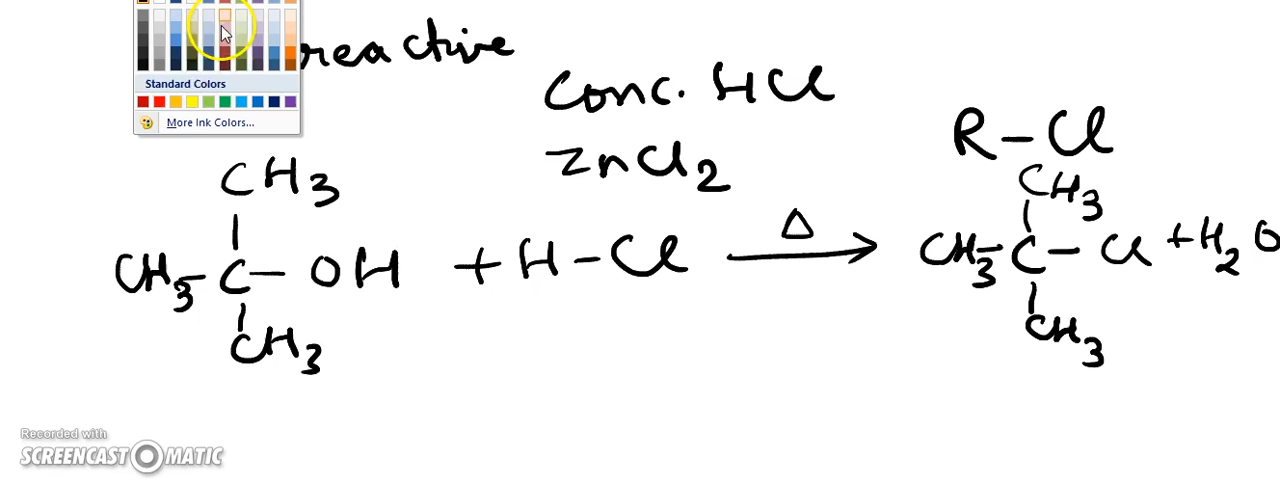 reactive
Standard Colors
More Ink Colors...
Conc. HCl
ZnCl2
R-Cl
CH3 CH3
CH3-C-OH + H-Cl Δ CH3-C-Cl + H2O
CH3 CH3
Recorded with
SCREENCAST-O-MATIC